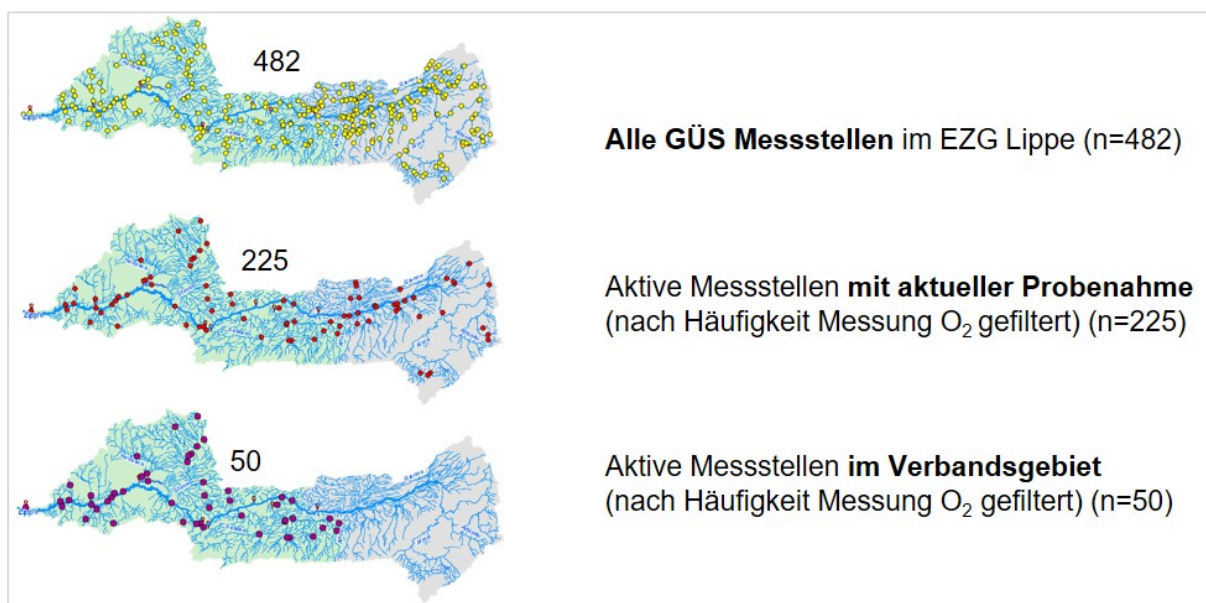 482
Alle GÜS Messstellen im EZG Lippe (n=482)
225
Aktive Messstellen mit aktueller Probenahme
(nach Häufigkeit Messung O₂ gefiltert) (n=225)
50
Aktive Messstellen im Verbandsgebiet
(nach Häufigkeit Messung O₂ gefiltert) (n=50)